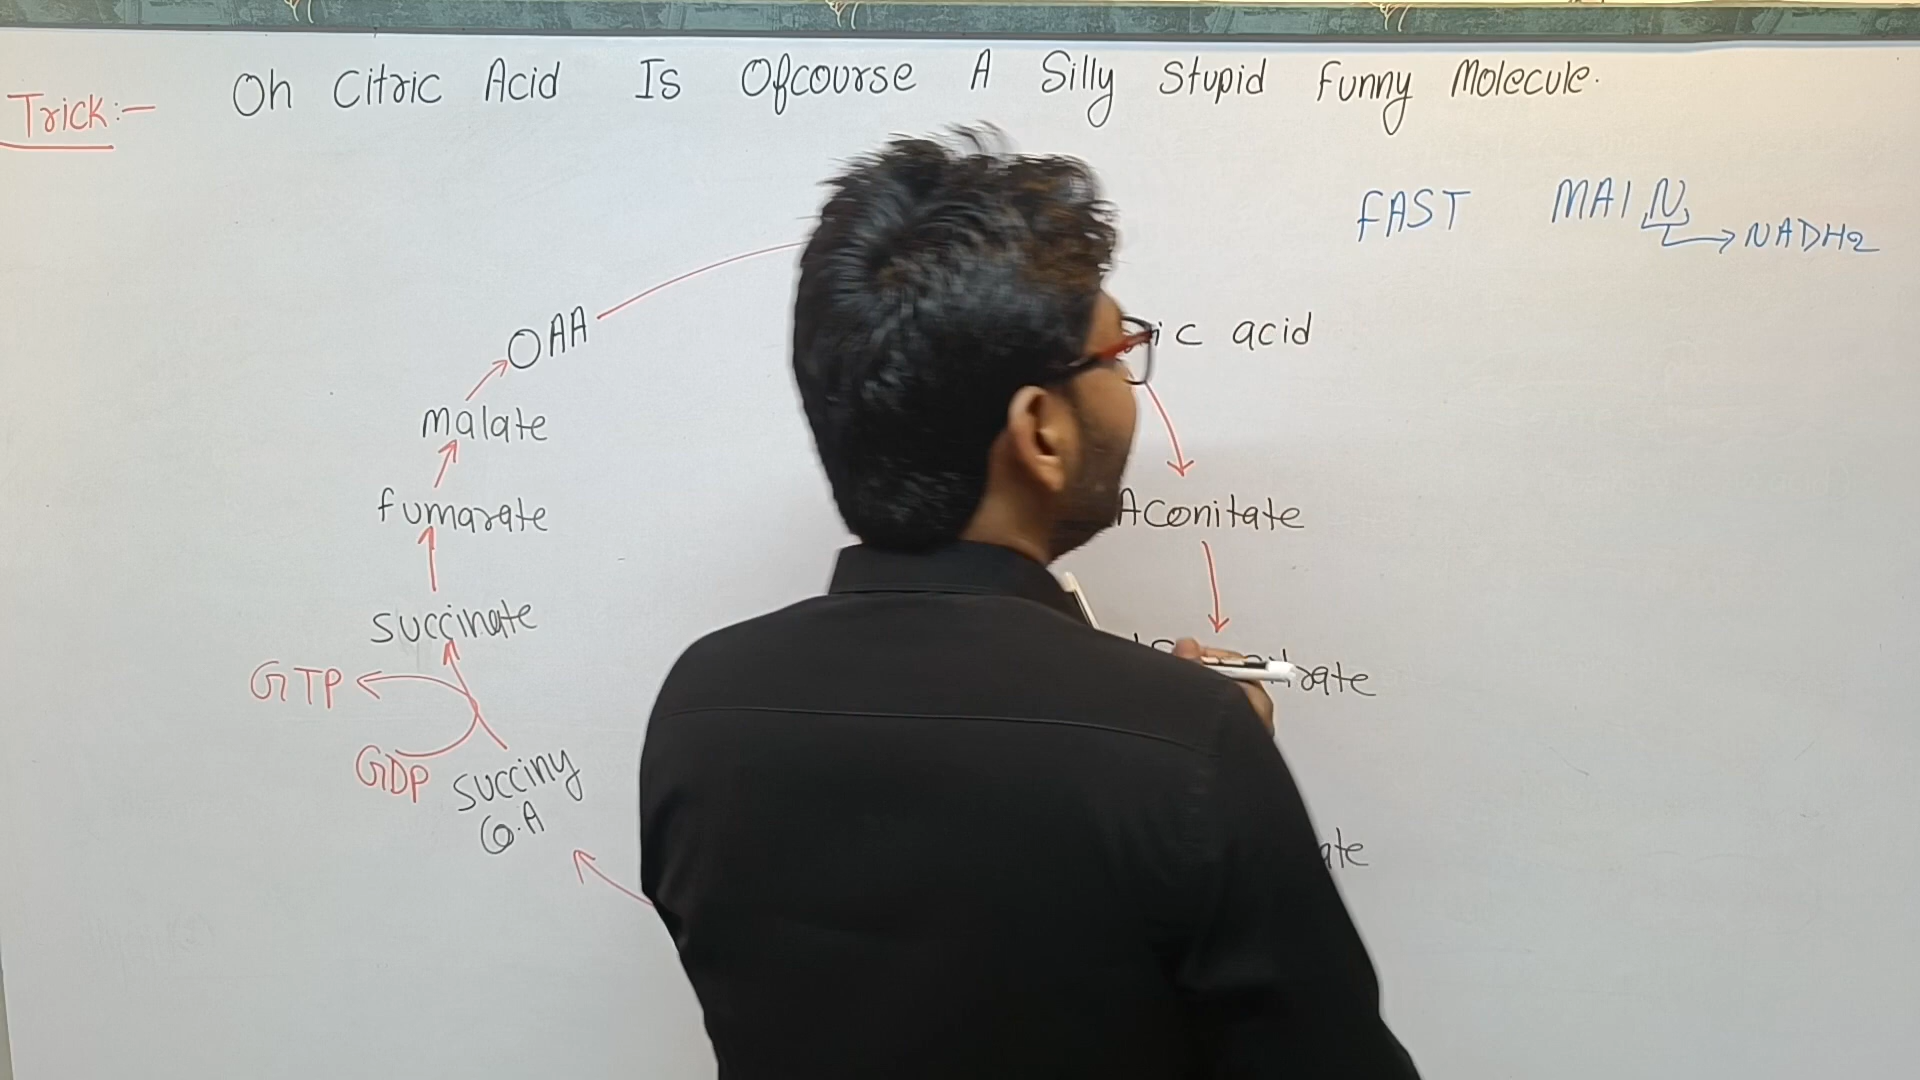 Trick:- Oh Citric Acid Is Ofcourse A Silly Stupid Funny Molecule.
FAST MAIN
NADH2
OAA
ic acid
malate
Aconitate
fumarate
succinate
rate
GTP
GDP
succiny
Co.A
ate